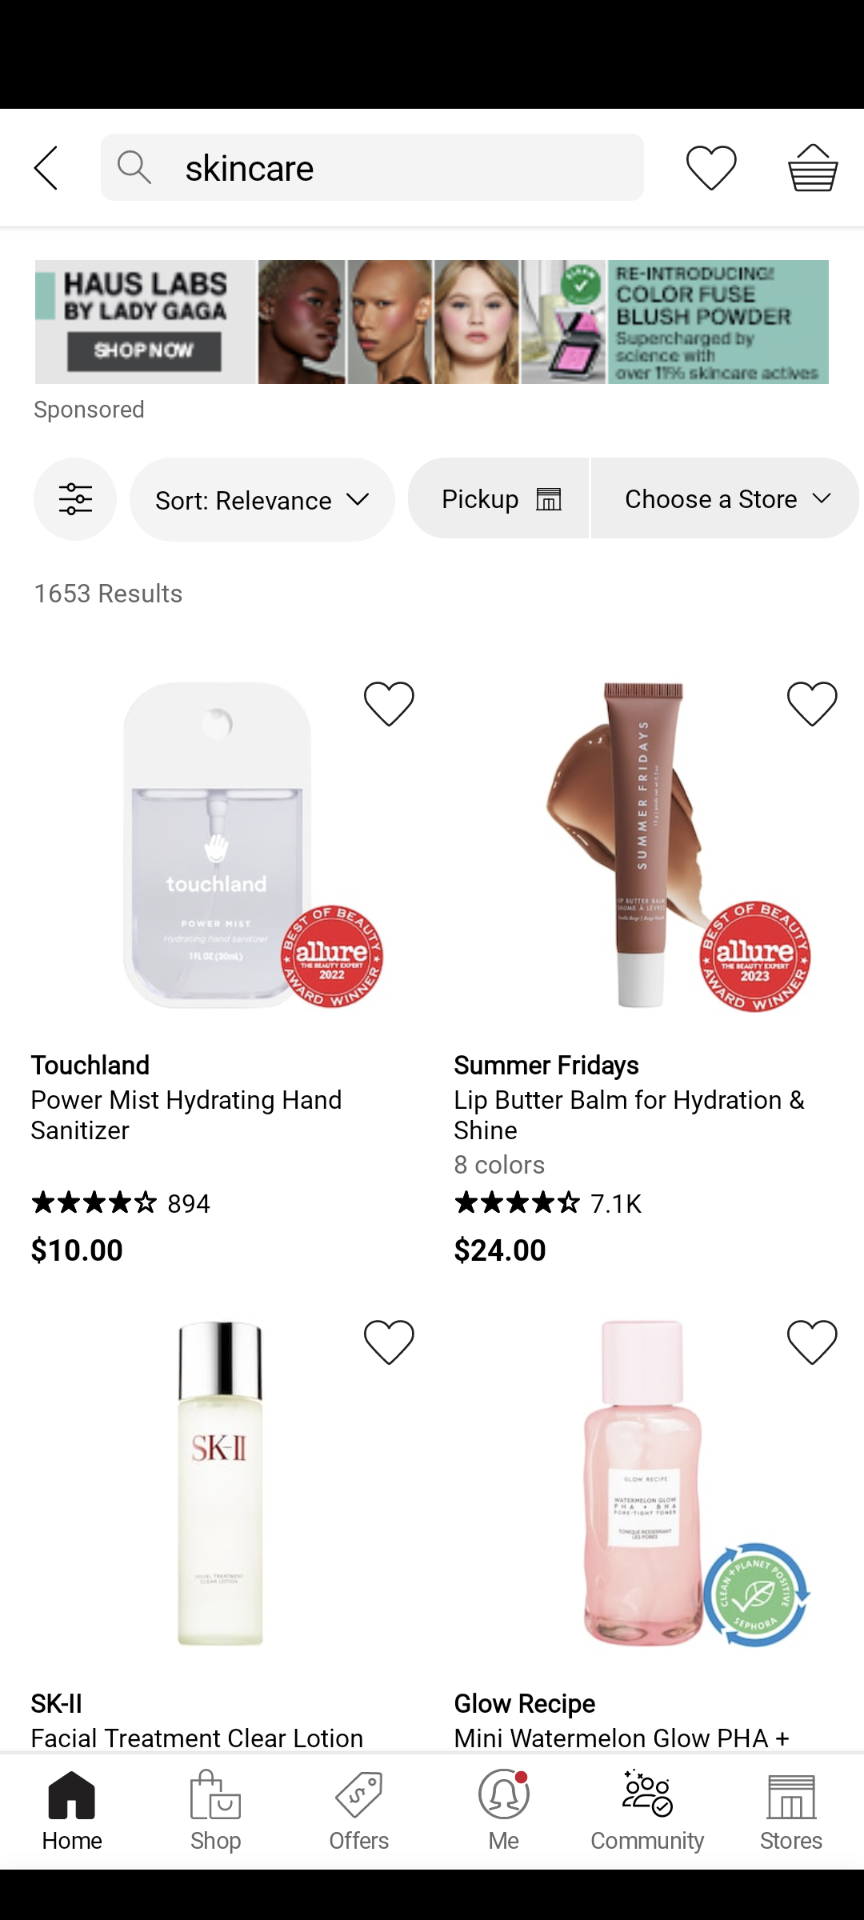 skincare
HAUS LABS
BY LADY GAGA
SHOP NOW
RE-INTRODUCING!
COLOR FUSE
BLUSH POWDER
Supercharged by
science with
over 11% skincare actives
Sponsored
Sort: Relevance
Pickup
Choose a Store
1653 Results
touchland
POWER MIST
Hydrating hand sanitizer
1 FL OZ (30mL)
BEST OF BEAUTY
allure
THE BEAUTY EXPERT
2022
AWARD WINNER
SUMMER FRIDAYS
LIP BUTTER BALM
BEST OF BEAUTY
allure
THE BEAUTY EXPERT
2023
AWARD WINNER
Touchland
Power Mist Hydrating Hand
Sanitizer
894
$10.00
Summer Fridays
Lip Butter Balm for Hydration &
Shine
8 colors
7.1K
$24.00
SK-II
FACIAL TREATMENT
CLEAR LOTION
GLOW RECIPE
WATERMELON GLOW
PHA + BHA
PORE-TIGHT TONER
CLEAN + PLANET POSITIVE
SEPHORA
SK-II
Facial Treatment Clear Lotion
Glow Recipe
Mini Watermelon Glow PHA +
Home
Shop
Offers
Me
Community
Stores